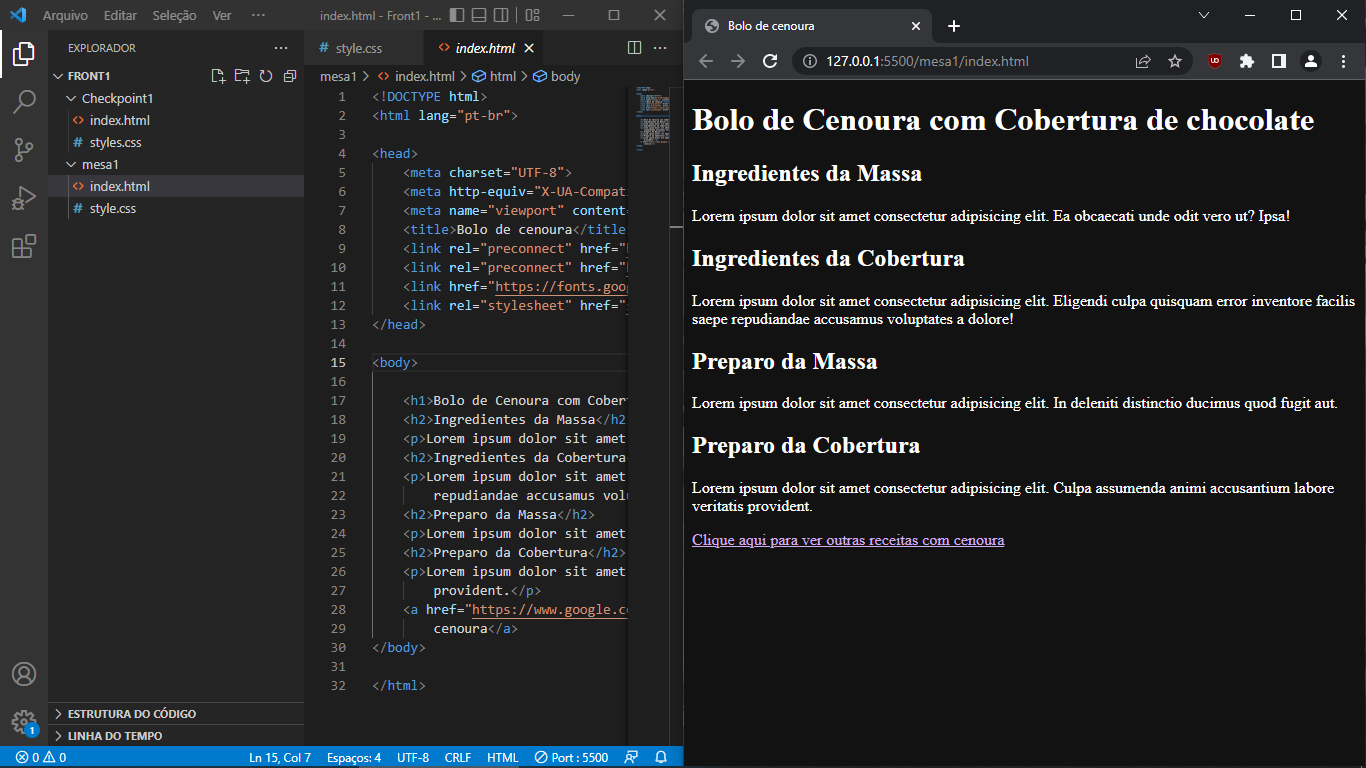 Arquivo Editar Seleção Ver ··· index.html - Front1 - ...
EXPLORADOR
FRONT1
Checkpoint1
index.html
styles.css
mesa1
index.html
style.css
ESTRUTURA DO CÓDIGO
LINHA DO TEMPO
style.css index.html
mesa1 > index.html > html > body
1 <!DOCTYPE html>
2 <html lang="pt-br">
3
4 <head>
5 <meta charset="UTF-8">
6 <meta http-equiv="X-UA-Compati
7 <meta name="viewport" content=
8 <title>Bolo de cenoura</title
9 <link rel="preconnect" href="
10 <link rel="preconnect" href="
11 <link href="https://fonts.goog
12 <link rel="stylesheet" href=".
13 </head>
14
15 <body>
16
17 <h1>Bolo de Cenoura com Cober
18 <h2>Ingredientes da Massa</h2
19 <p>Lorem ipsum dolor sit amet
20 <h2>Ingredientes da Cobertura
21 <p>Lorem ipsum dolor sit amet
22 repudiandae accusamus volu
23 <h2>Preparo da Massa</h2>
24 <p>Lorem ipsum dolor sit amet
25 <h2>Preparo da Cobertura</h2>
26 <p>Lorem ipsum dolor sit amet
27 provident.</p>
28 <a href="https://www.google.co
29 cenoura</a>
30 </body>
31
32 </html>
1
0 0 Ln 15, Col 7 Espaços: 4 UTF-8 CRLF HTML Port : 5500
Bolo de cenoura
127.0.0.1:5500/mesa1/index.html
Bolo de Cenoura com Cobertura de chocolate
Ingredientes da Massa
Lorem ipsum dolor sit amet consectetur adipisicing elit. Ea obcaecati unde odit vero ut? Ipsa!
Ingredientes da Cobertura
Lorem ipsum dolor sit amet consectetur adipisicing elit. Eligendi culpa quisquam error inventore facilis
saepe repudiandae accusamus voluptates a dolore!
Preparo da Massa
Lorem ipsum dolor sit amet consectetur adipisicing elit. In deleniti distinctio ducimus quod fugit aut.
Preparo da Cobertura
Lorem ipsum dolor sit amet consectetur adipisicing elit. Culpa assumenda animi accusantium labore
veritatis provident.
Clique aqui para ver outras receitas com cenoura